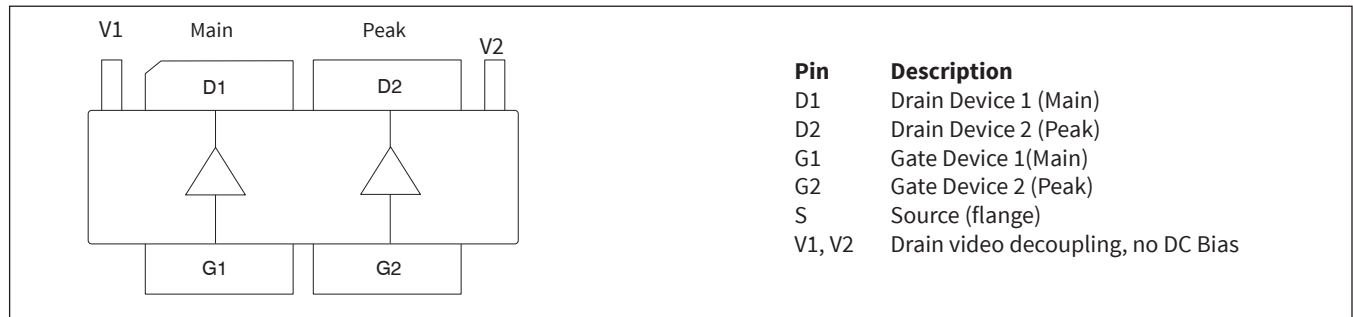 V1 Main Peak V2
D1 D2
G1 G2
Pin Description
D1 Drain Device 1 (Main)
D2 Drain Device 2 (Peak)
G1 Gate Device 1(Main)
G2 Gate Device 2 (Peak)
S Source (flange)
V1, V2 Drain video decoupling, no DC Bias